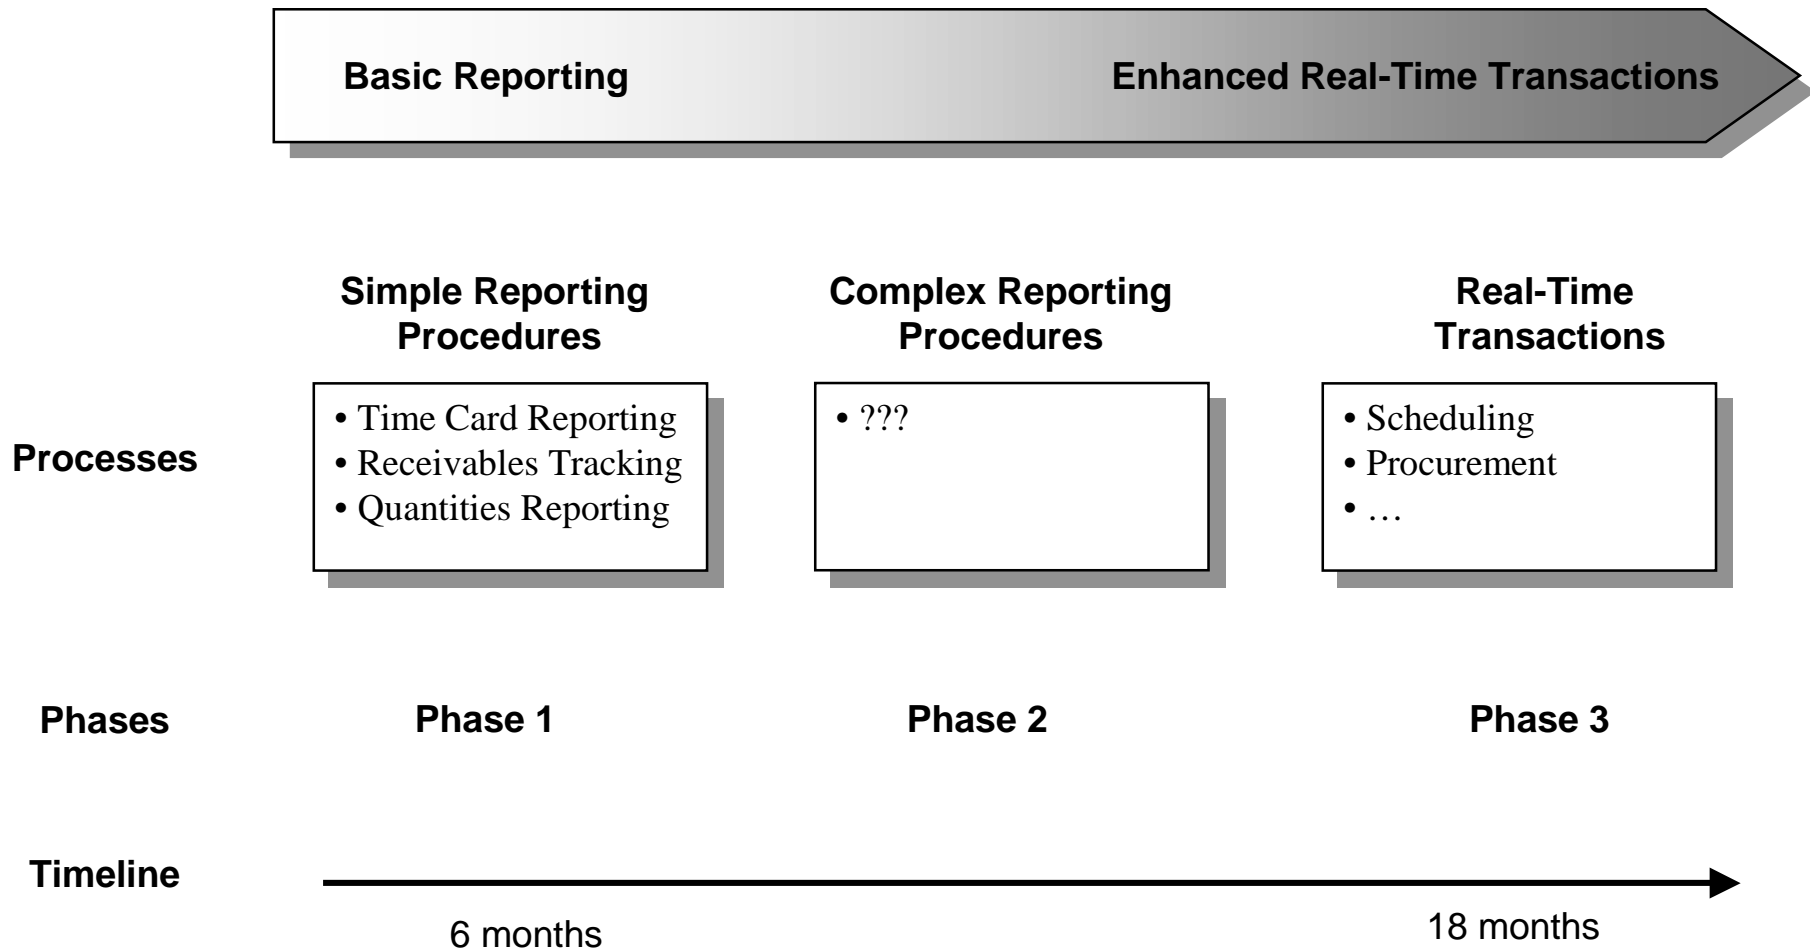 Basic Reporting
Enhanced Real-Time Transactions
Simple Reporting
Procedures
Complex Reporting
Procedures
Real-Time
Transactions
Processes
• Time Card Reporting
• Receivables Tracking
• Quantities Reporting
• ???
• Scheduling
• Procurement
• …
Phases
Phase 1
Phase 2
Phase 3
Timeline
6 months
18 months